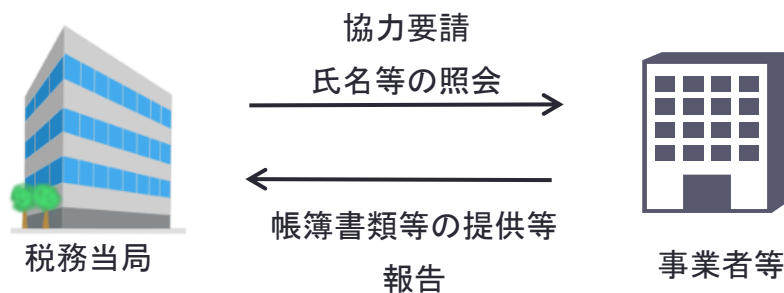 協力要請
氏名等の照会
帳簿書類等の提供等
報告
税務当局
事業者等